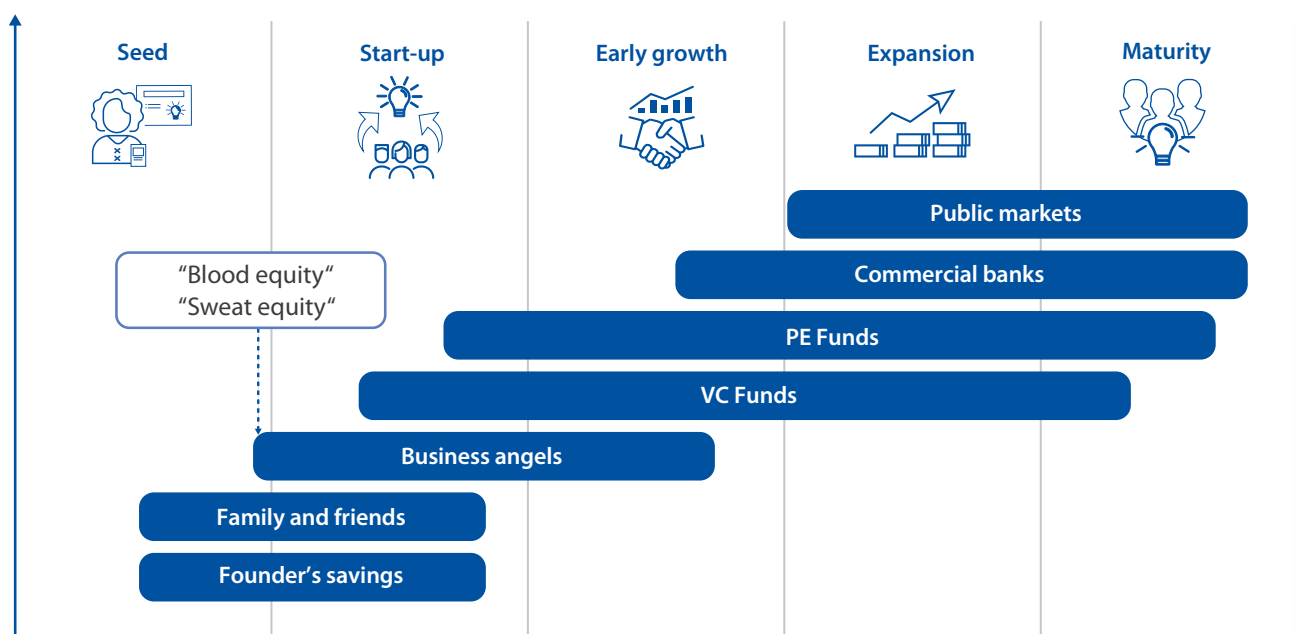 Seed
Start-up
Early growth
Expansion
Maturity
Public markets
“Blood equity“
“Sweat equity“
Commercial banks
PE Funds
VC Funds
Business angels
Family and friends
Founder’s savings